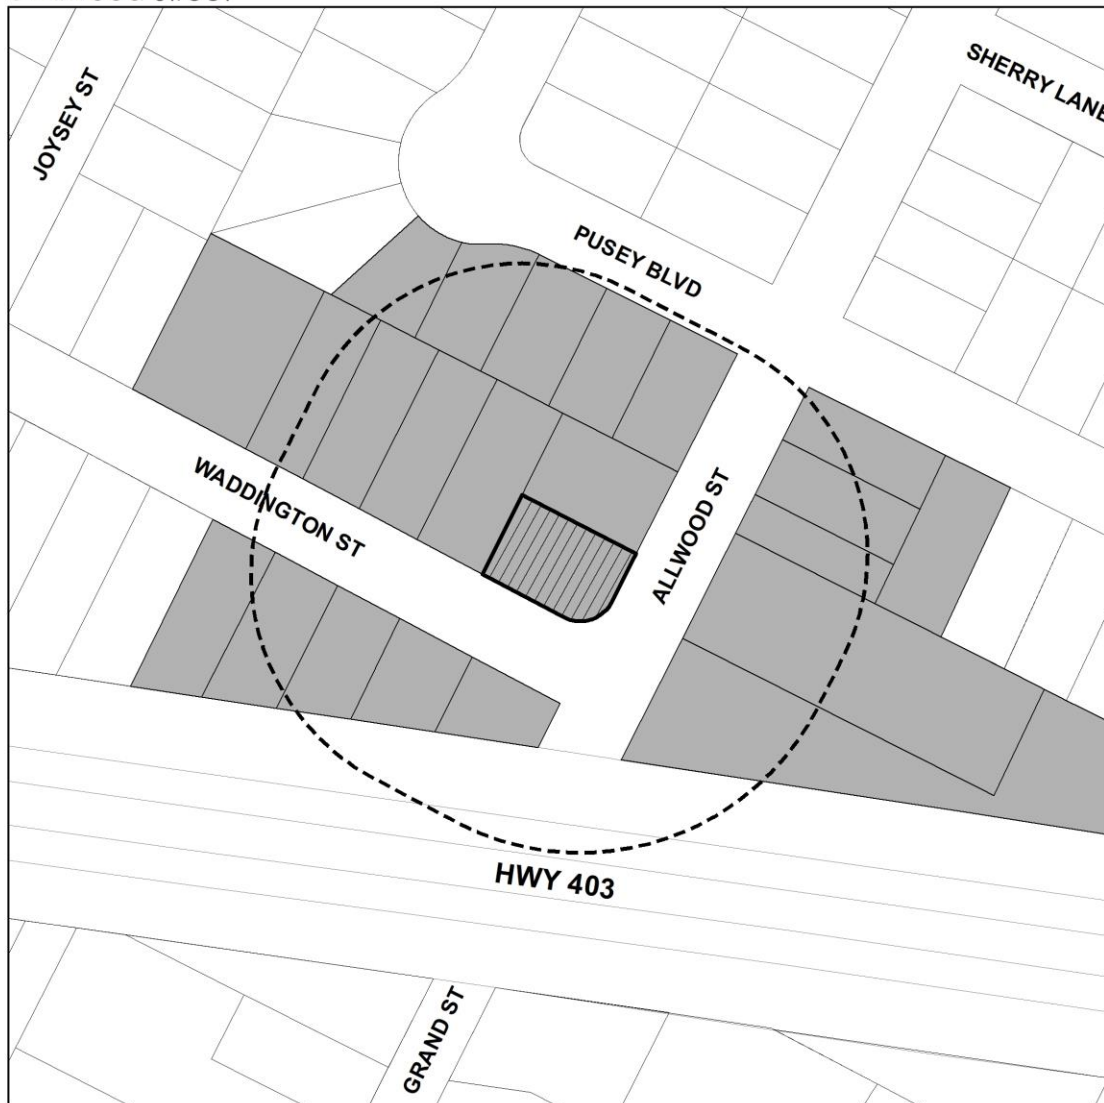 SHERRY LANE
JOYSEY ST
PUSEY BLVD
WADDINGTON ST
ALLWOOD ST
HWY 403
GRAND ST